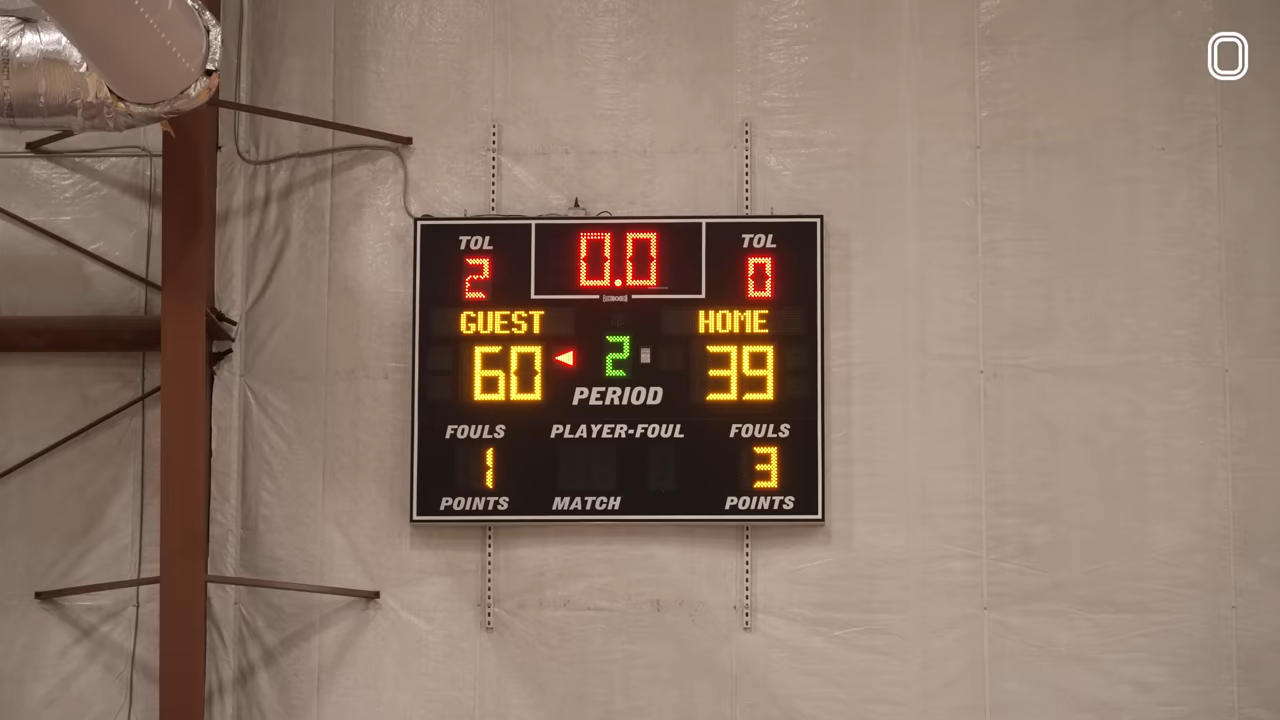 TOL 0.0 TOL
2 0
GUEST HOME
60 2 39
PERIOD
FOULS PLAYER-FOUL FOULS
1 3
POINTS MATCH POINTS